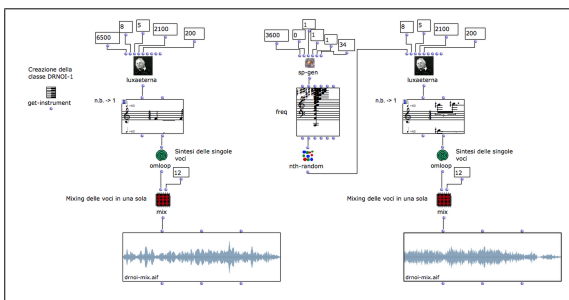 8
5
2100
6500
200
luxaeterna
Creazione della
classe DRNOI-1
get-instrument
n.b. -> 1
Sintesi delle singole
voci
omloop
12
Mixing delle voci in una sola
mix
drnoi-mix.aif
1
3600
0
1
1
34
sp-gen
freq
nth-random
8
5
2100
200
luxaeterna
n.b. -> 1
Sintesi delle singole
voci
omloop
12
Mixing delle voci in una sola
mix
drnoi-mix.aif